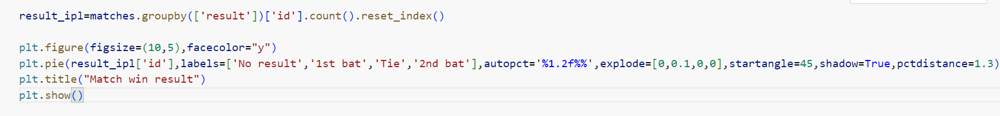 result_ipl=matches.groupby(['result'])['id'].count().reset_index()
plt.figure(figsize=(10,5),facecolor="y")
plt.pie(result_ipl['id'],labels=['No result','1st bat','Tie','2nd bat'],autopct='%1.2f%%',explode=[0,0.1,0,0],startangle=45,shadow=True,pctdistance=1.3)
plt.title("Match win result")
plt.show()